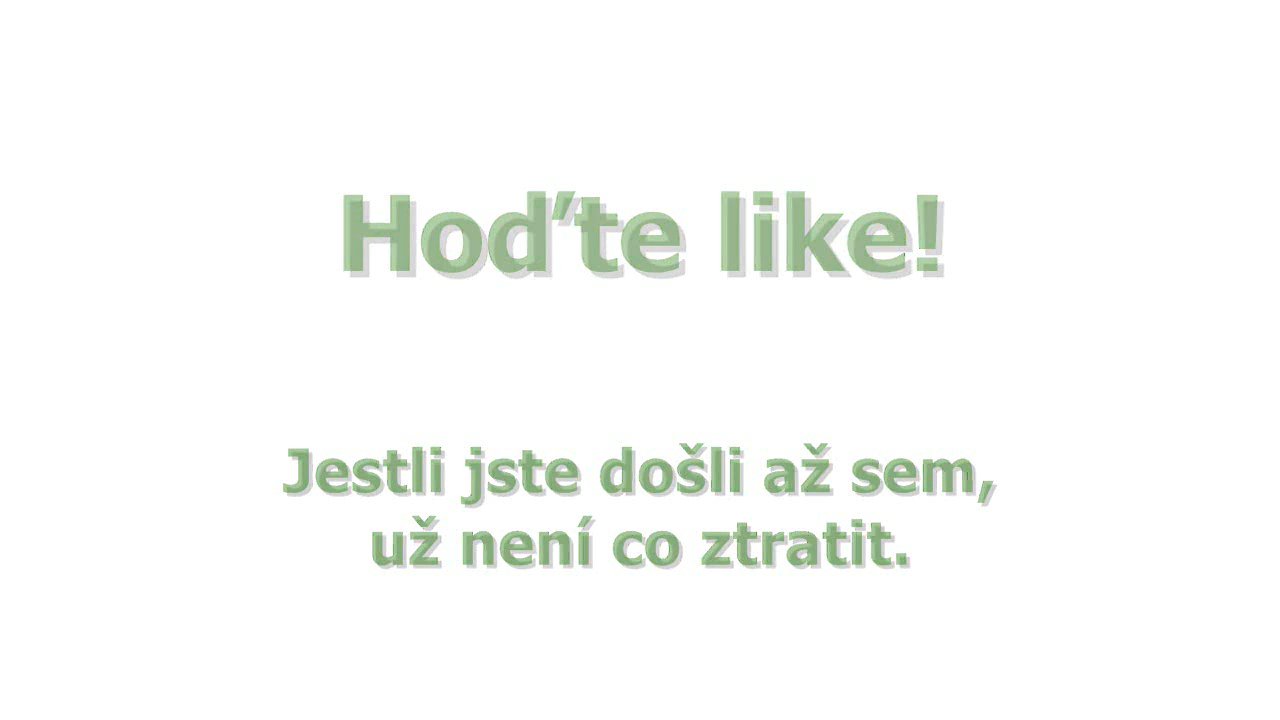 Hoďte like!
Jestli jste došli až sem,
už není co ztratit.